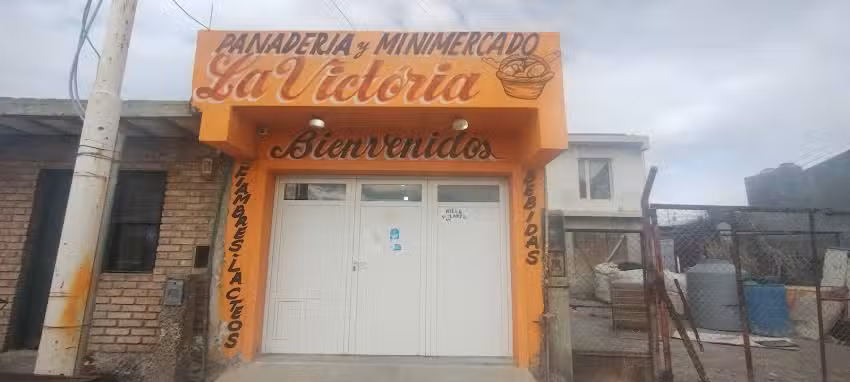 PANADERIA y MINIMERCADO
La Victoria
Bienvenidos
FIAMBRES·LACTEOS
BEBIDAS